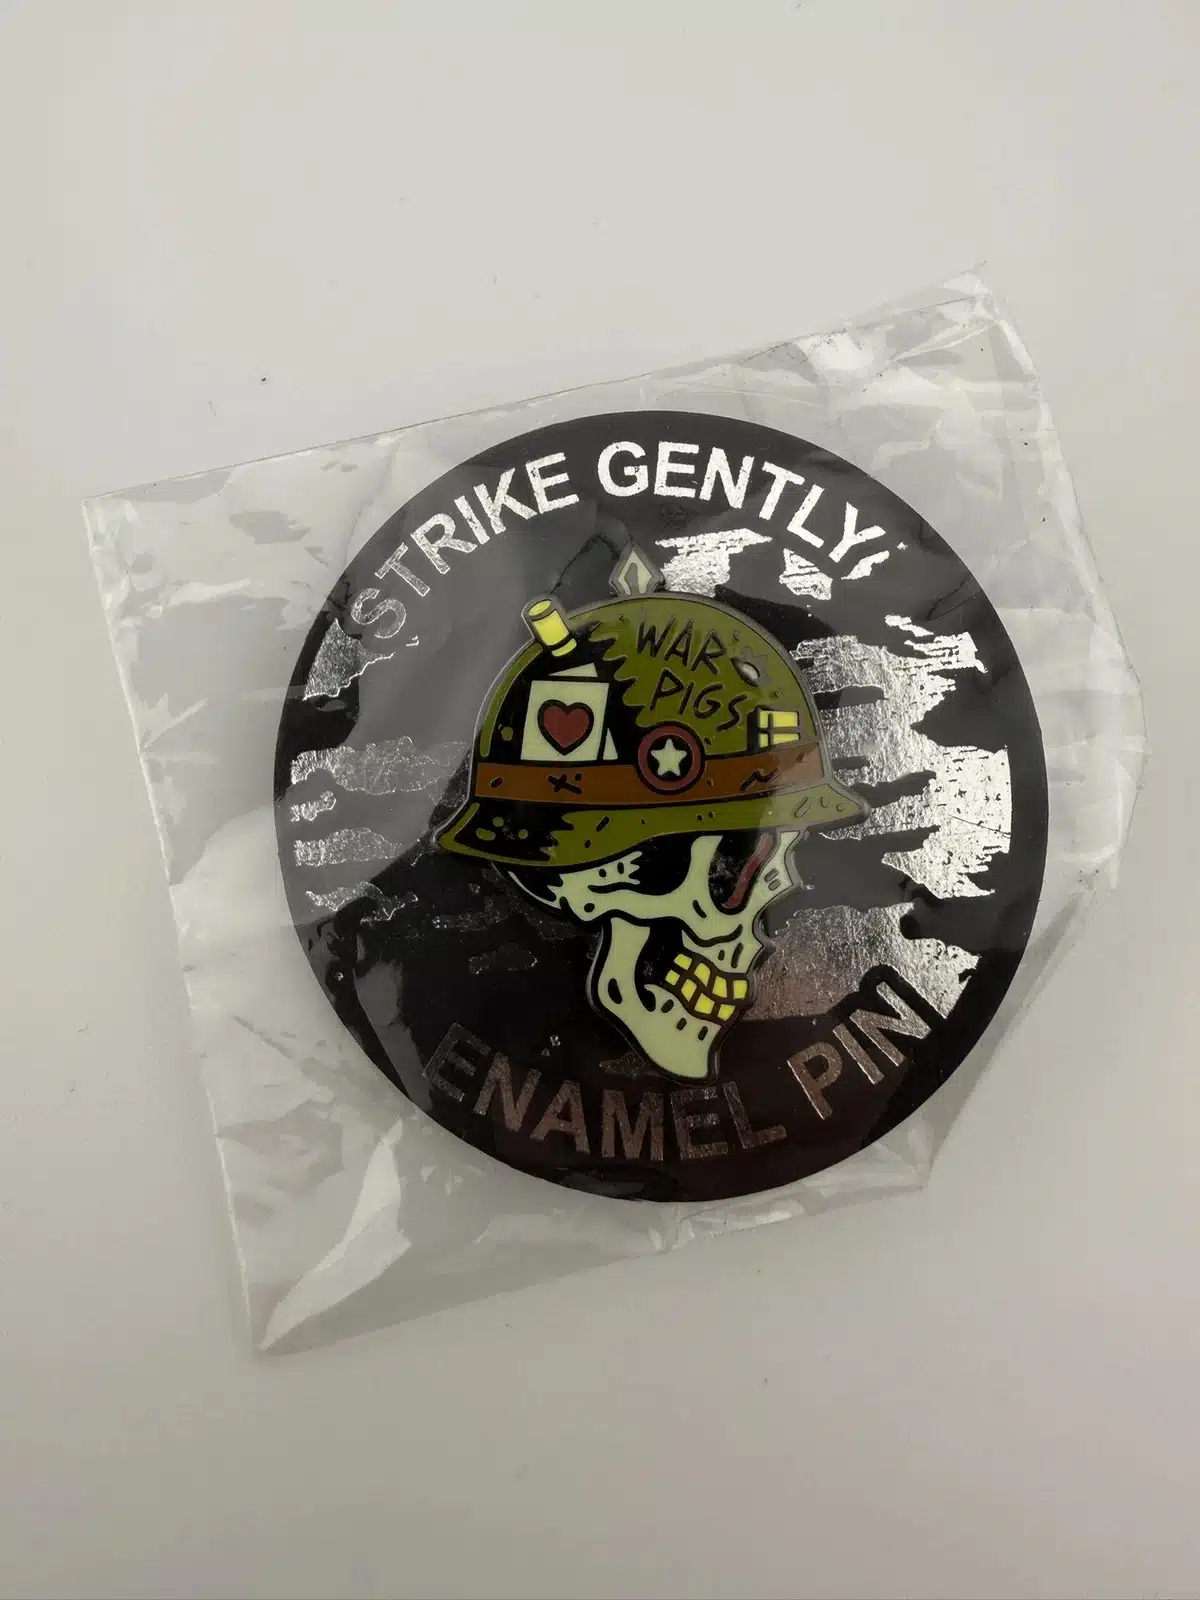 STRIKE GENTLY
WAR
PIGS
ENAMEL PIN